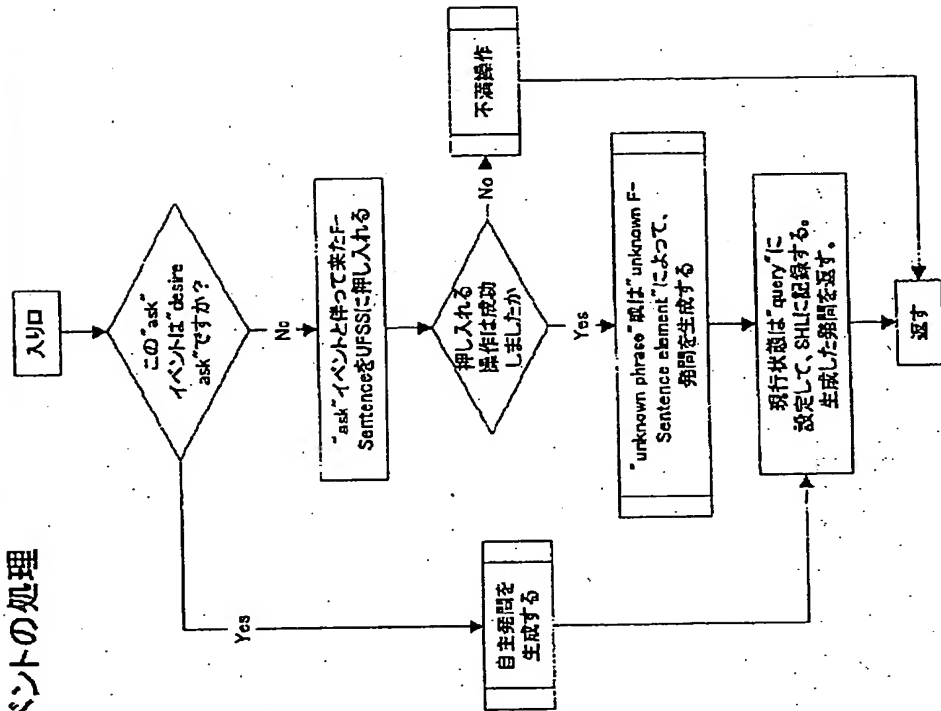 ベントの処理
入り口
この"ask"
イベントは"desire
ask"ですか?
No
Yes
"ask"イベントと伴って来たF-
SentenceをUFSSに押し入れる
押し入れる
操作は成功
しましたか
No
不満操作
Yes
"unknown phrase"或は"unknown F-
Sentence element"によって、
発問を生成する
自主発問を
生成する
現行状態は"query"に
設定して、SHLに記録する。
生成した発問を返す。
返す